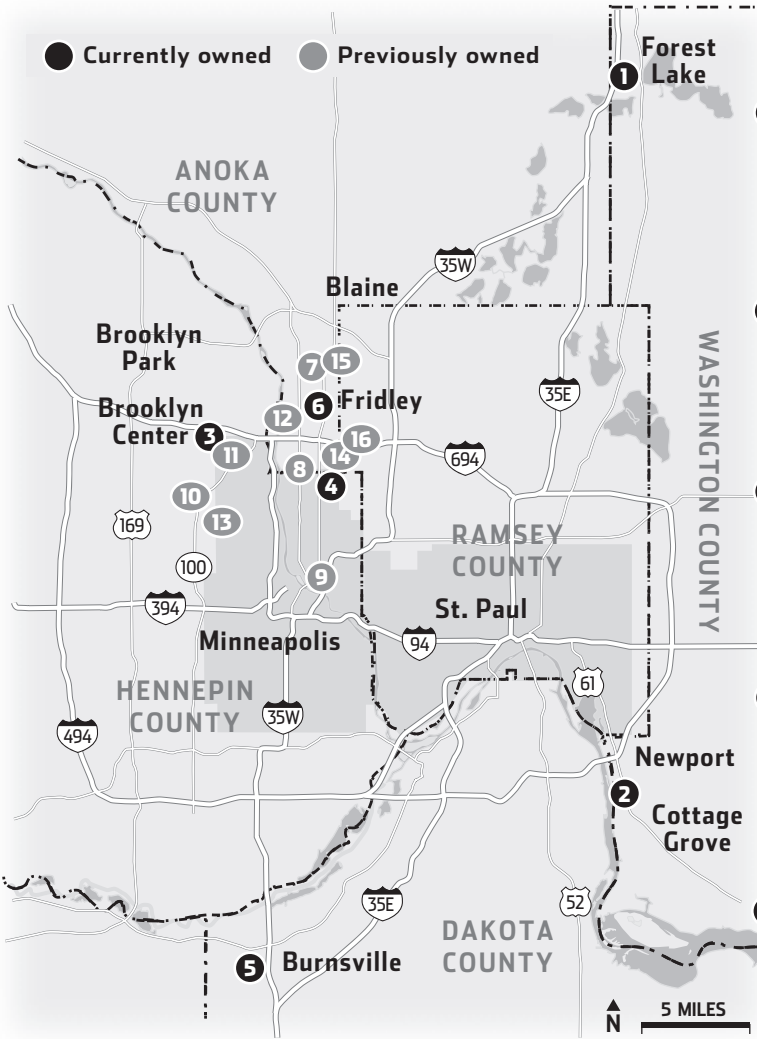 Currently owned
Previously owned
1
Forest
Lake
ANOKA
COUNTY
35W
Blaine
Brooklyn
Park
7
15
35E
WASHINGTON COUNTY
6
Fridley
12
Brooklyn
Center
3
16
11
14
694
8
4
10
13
169
RAMSEY
COUNTY
100
9
394
St. Paul
Minneapolis
94
61
HENNEPIN
COUNTY
35W
494
Newport
2
Cottage
Grove
35E
52
DAKOTA
COUNTY
5
Burnsville
N
5 MILES